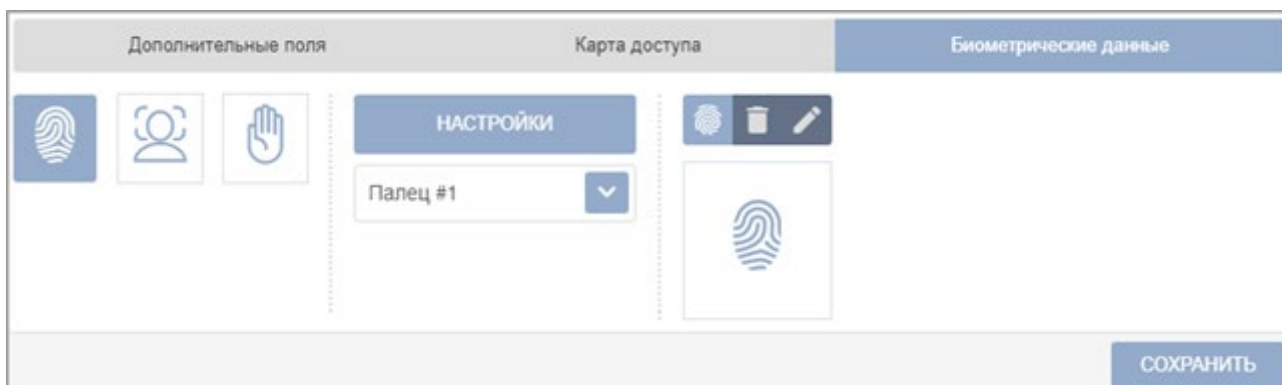 Дополнительные поля
Карта доступа
Биометрические данные
НАСТРОЙКИ
Палец #1
СОХРАНИТЬ